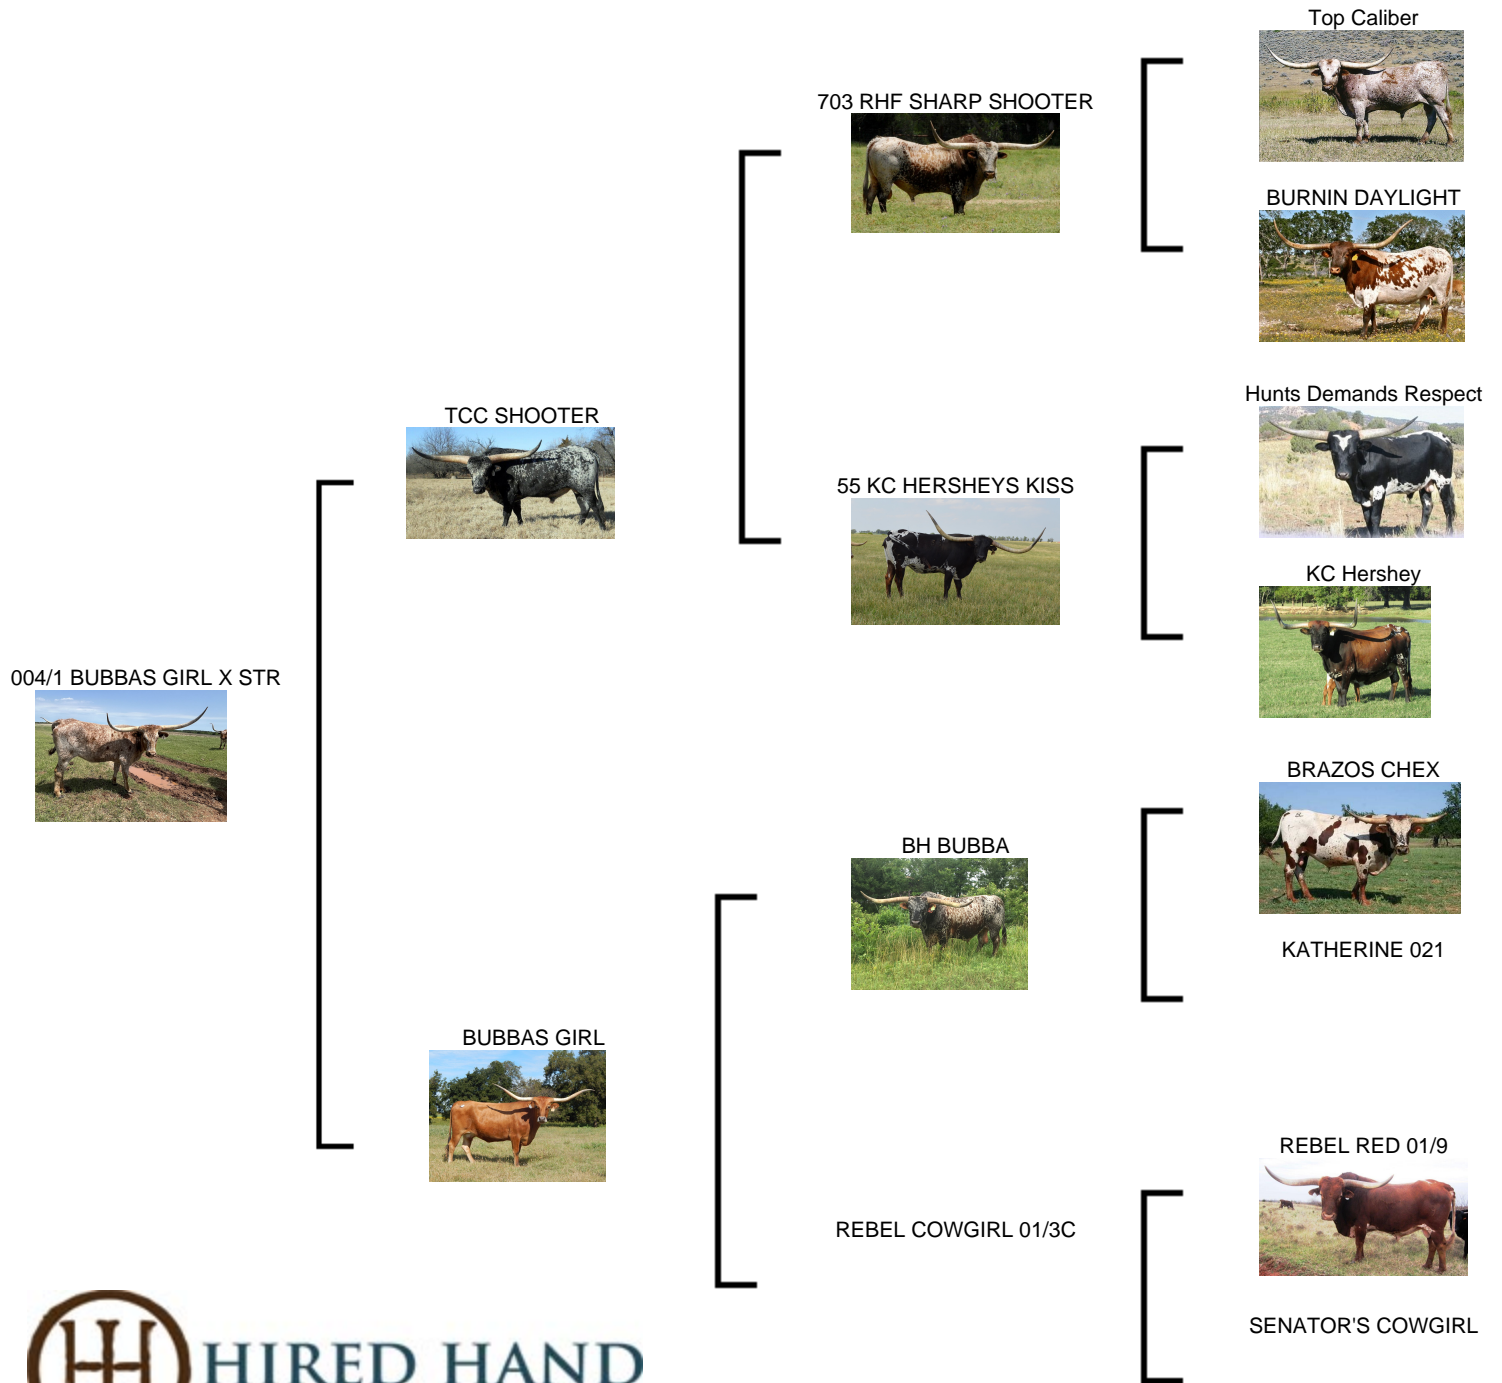 Top Caliber
703 RHF SHARP SHOOTER
BURNIN DAYLIGHT
TCC SHOOTER
Hunts Demands Respect
55 KC HERSHEYS KISS
KC Hershey
004/1 BUBBAS GIRL X STR
BRAZOS CHEX
BH BUBBA
KATHERINE 021
BUBBAS GIRL
REBEL RED 01/9
REBEL COWGIRL 01/3C
SENATOR'S COWGIRL
HIRED HAND